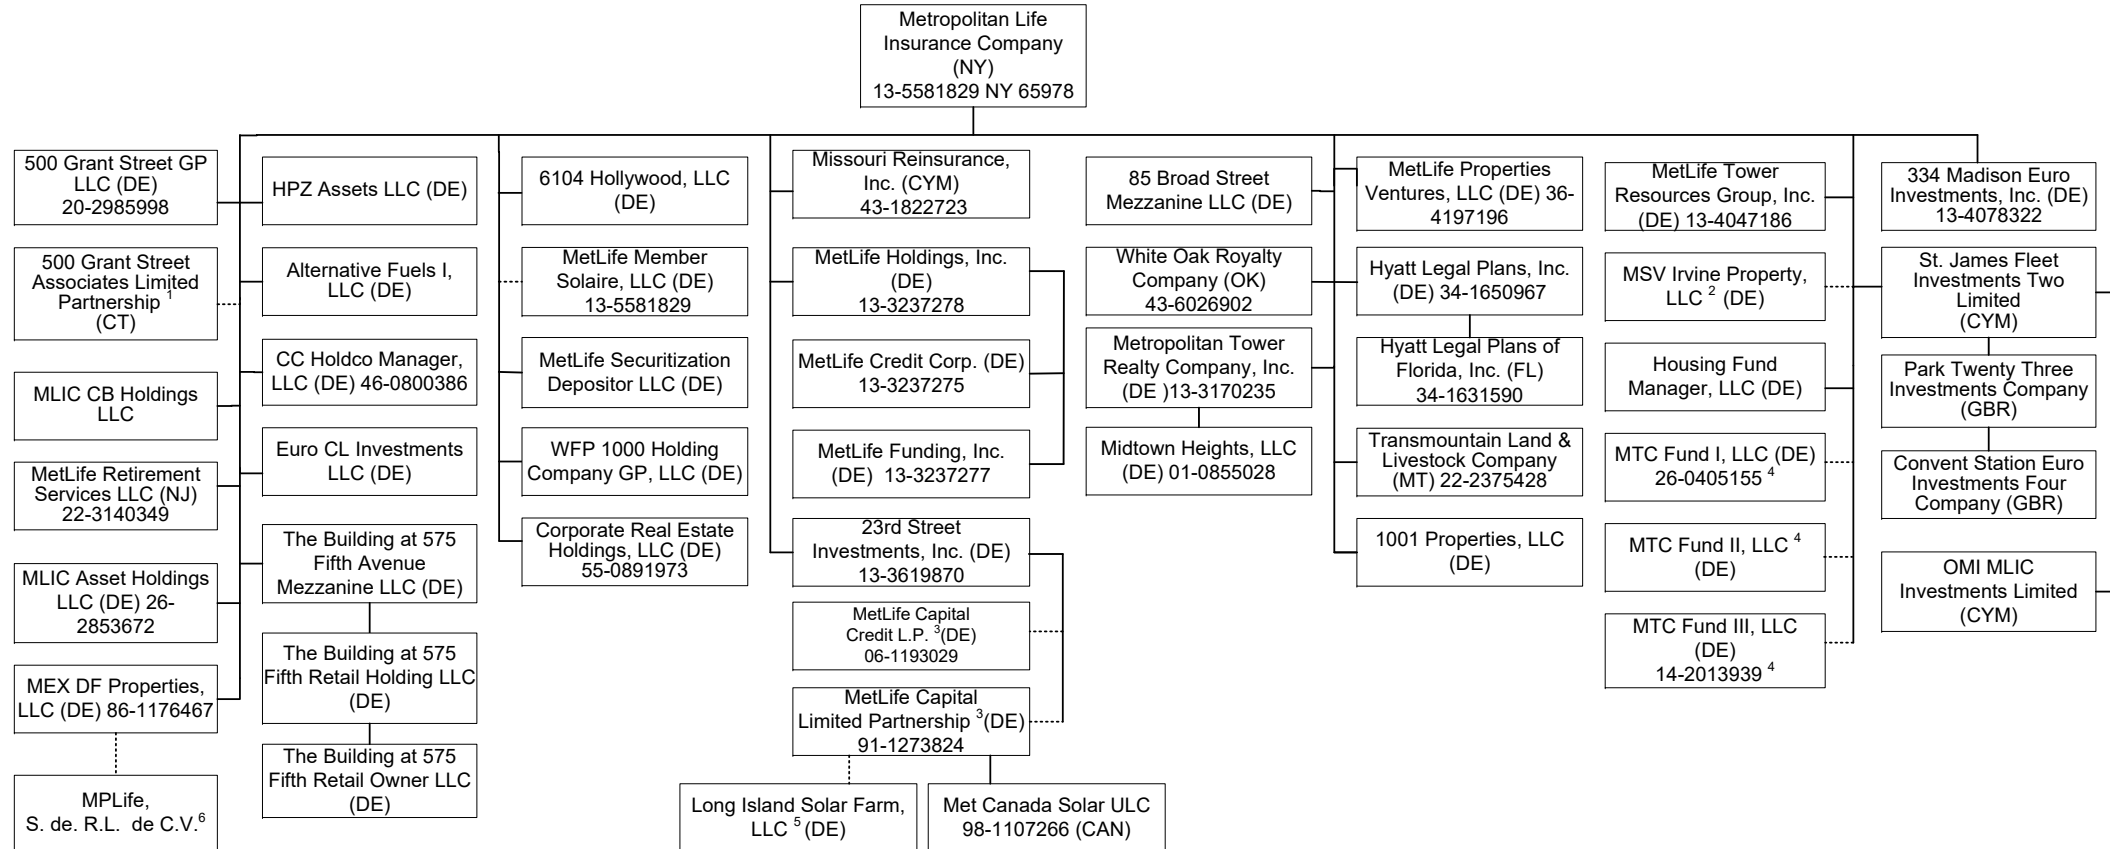 Metropolitan Life
Insurance Company
(NY)
13-5581829 NY 65978
500 Grant Street GP
LLC (DE)
20-2985998
500 Grant Street
Associates Limited
Partnership 1
(CT)
MLIC CB Holdings
LLC
MetLife Retirement
Services LLC (NJ)
22-3140349
MLIC Asset Holdings
LLC (DE) 26-
2853672
MEX DF Properties,
LLC (DE) 86-1176467
MPLife,
S. de. R.L. de C.V.6
HPZ Assets LLC (DE)
Alternative Fuels I,
LLC (DE)
CC Holdco Manager,
LLC (DE) 46-0800386
Euro CL Investments
LLC (DE)
The Building at 575
Fifth Avenue
Mezzanine LLC (DE)
The Building at 575
Fifth Retail Holding LLC
(DE)
The Building at 575
Fifth Retail Owner LLC
(DE)
6104 Hollywood, LLC
(DE)
MetLife Member
Solaire, LLC (DE)
13-5581829
MetLife Securitization
Depositor LLC (DE)
WFP 1000 Holding
Company GP, LLC (DE)
Corporate Real Estate
Holdings, LLC (DE)
55-0891973
Missouri Reinsurance,
Inc. (CYM)
43-1822723
MetLife Holdings, Inc.
(DE)
13-3237278
MetLife Credit Corp. (DE)
13-3237275
MetLife Funding, Inc.
(DE) 13-3237277
23rd Street
Investments, Inc. (DE)
13-3619870
MetLife Capital
Credit L.P. 3(DE)
06-1193029
MetLife Capital
Limited Partnership 3(DE)
91-1273824
Long Island Solar Farm,
LLC 5 (DE)
Met Canada Solar ULC
98-1107266 (CAN)
85 Broad Street
Mezzanine LLC (DE)
White Oak Royalty
Company (OK)
43-6026902
Metropolitan Tower
Realty Company, Inc.
(DE )13-3170235
Midtown Heights, LLC
(DE) 01-0855028
MetLife Properties
Ventures, LLC (DE) 36-
4197196
Hyatt Legal Plans, Inc.
(DE) 34-1650967
Hyatt Legal Plans of
Florida, Inc. (FL)
34-1631590
Transmountain Land &
Livestock Company
(MT) 22-2375428
1001 Properties, LLC
(DE)
MetLife Tower
Resources Group, Inc.
(DE) 13-4047186
MSV Irvine Property,
LLC 2 (DE)
Housing Fund
Manager, LLC (DE)
MTC Fund I, LLC (DE)
26-0405155 4
MTC Fund II, LLC 4
(DE)
MTC Fund III, LLC
(DE)
14-2013939 4
334 Madison Euro
Investments, Inc. (DE)
13-4078322
St. James Fleet
Investments Two
Limited
(CYM)
Park Twenty Three
Investments Company
(GBR)
Convent Station Euro
Investments Four
Company (GBR)
OMI MLIC
Investments Limited
(CYM)